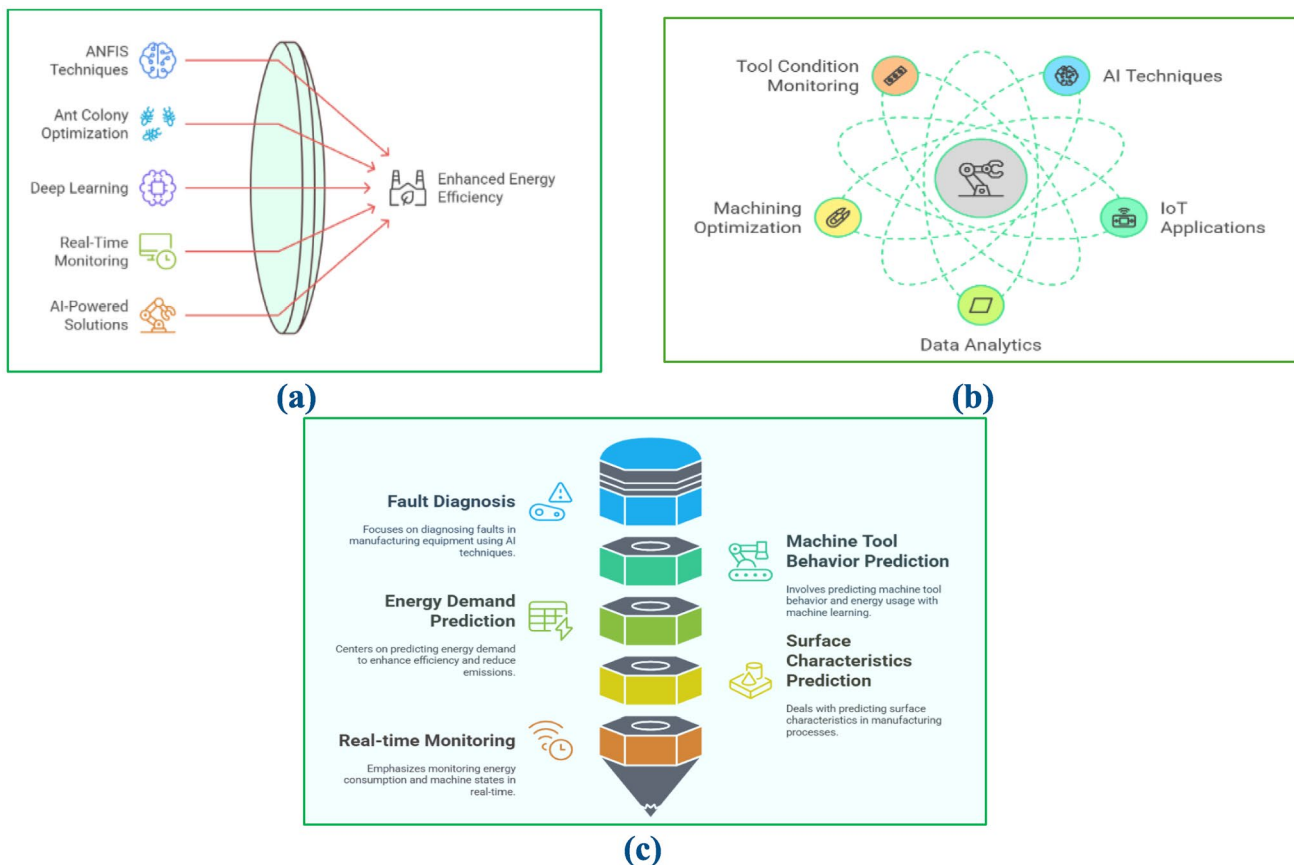 ANFIS
Techniques
Ant Colony
Optimization
Deep Learning
Real-Time
Monitoring
AI-Powered
Solutions
Enhanced Energy
Efficiency
(a)
Tool Condition
Monitoring
AI Techniques
Machining
Optimization
IoT
Applications
Data Analytics
(b)
Fault Diagnosis
Focuses on diagnosing faults in
manufacturing equipment using AI
techniques.
Machine Tool
Behavior Prediction
Involves predicting machine tool
behavior and energy usage with
machine learning.
Energy Demand
Prediction
Centers on predicting energy demand
to enhance efficiency and reduce
emissions.
Surface
Characteristics
Prediction
Deals with predicting surface
characteristics in manufacturing
processes.
Real-time Monitoring
Emphasizes monitoring energy
consumption and machine states in
real-time.
(c)